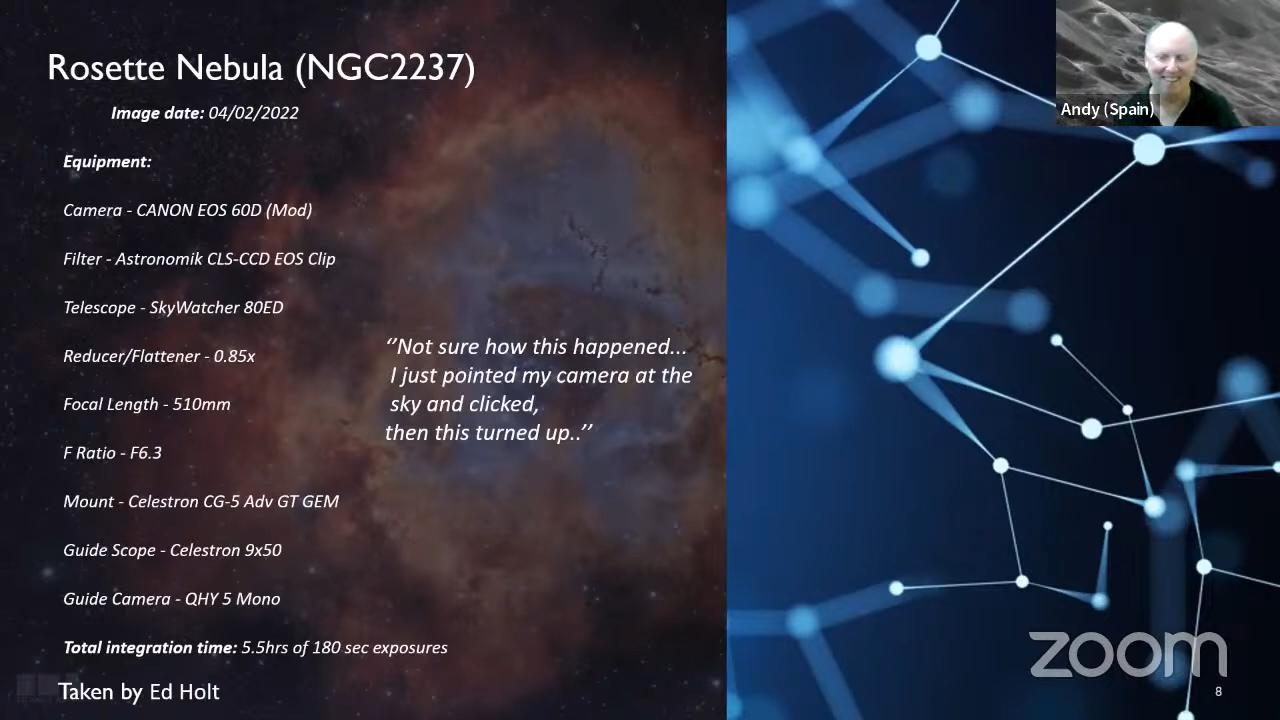 Rosette Nebula (NGC2237)
Image date: 04/02/2022
Equipment:
Camera - CANON EOS 60D (Mod)
Filter - Astronomik CLS-CCD EOS Clip
Telescope - SkyWatcher 80ED
Reducer/Flattener - 0.85x
Focal Length - 510mm
F Ratio - F6.3
Mount - Celestron CG-5 Adv GT GEM
Guide Scope - Celestron 9x50
Guide Camera - QHY 5 Mono
Total integration time: 5.5hrs of 180 sec exposures
Taken by Ed Holt
‘’Not sure how this happened...
I just pointed my camera at the
sky and clicked,
then this turned up..’’
Andy (Spain)
zoom
8